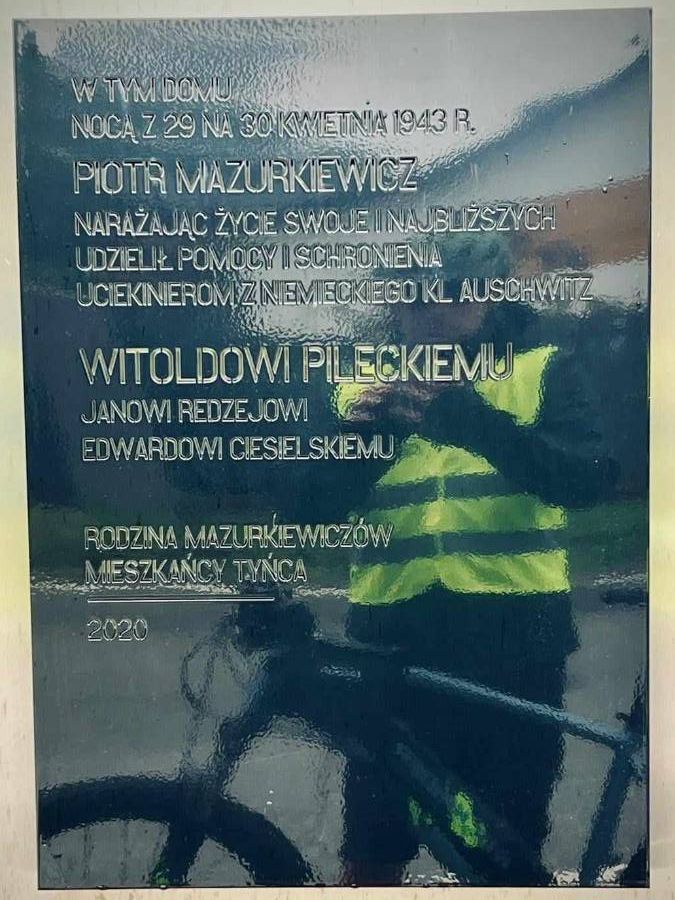 W TYM DOMU
NOCĄ Z 29 NA 30 KWIETNIA 1943 R.
PIOTR MAZURKIEWICZ
NARAŻAJĄC ŻYCIE SWOJE I NAJBLIŻSZYCH
UDZIELIŁ POMOCY I SCHRONIENIA
UCIEKINIEROM Z NIEMIECKIEGO KL AUSCHWITZ
WITOLDOWI PILECKIEMU
JANOWI REDZEJOWI
EDWARDOWI CIESIELSKIEMU
RODZINA MAZURKIEWICZÓW
MIESZKAŃCY TYŃCA
2020